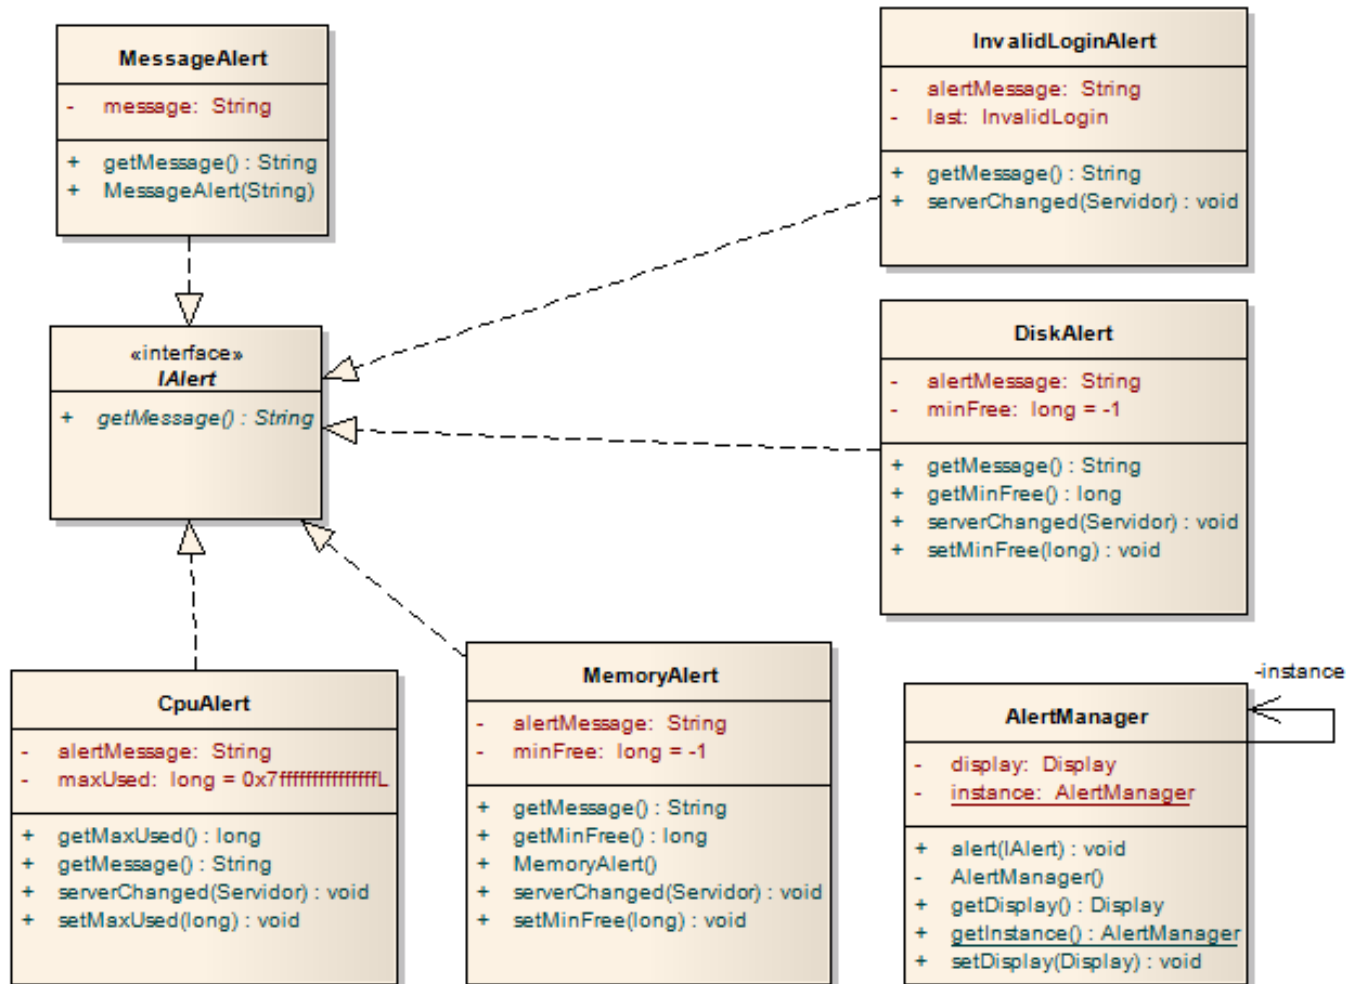 MessageAlert
- message: String
+ getMessage() : String
+ MessageAlert(String)
InvalidLoginAlert
- alertMessage: String
- last: InvalidLogin
+ getMessage() : String
+ serverChanged(Servidor) : void
«interface»
IAlert
+ getMessage() : String
DiskAlert
- alertMessage: String
- minFree: long = -1
+ getMessage() : String
+ getMinFree() : long
+ serverChanged(Servidor) : void
+ setMinFree(long) : void
CpuAlert
- alertMessage: String
- maxUsed: long = 0x7fffffffffffffffL
+ getMaxUsed() : long
+ getMessage() : String
+ serverChanged(Servidor) : void
+ setMaxUsed(long) : void
MemoryAlert
- alertMessage: String
- minFree: long = -1
+ getMessage() : String
+ getMinFree() : long
+ MemoryAlert()
+ serverChanged(Servidor) : void
+ setMinFree(long) : void
-instance
AlertManager
- display: Display
- instance: AlertManager
+ alert(IAlert) : void
- AlertManager()
+ getDisplay() : Display
+ getInstance() : AlertManager
+ setDisplay(Display) : void